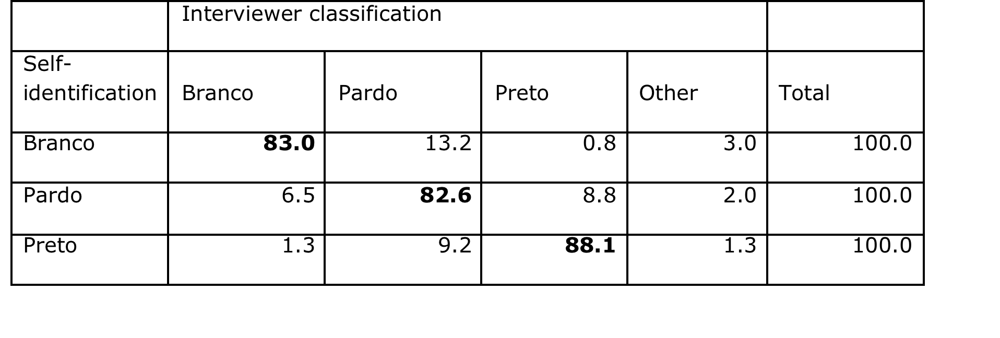 Interviewer classification
Self-
identification Branco Pardo Preto Other Total
Branco 83.0 13.2 0.8 3.0 100.0
Pardo 6.5 82.6 8.8 2.0 100.0
Preto 1.3 9.2 88.1 1.3 100.0